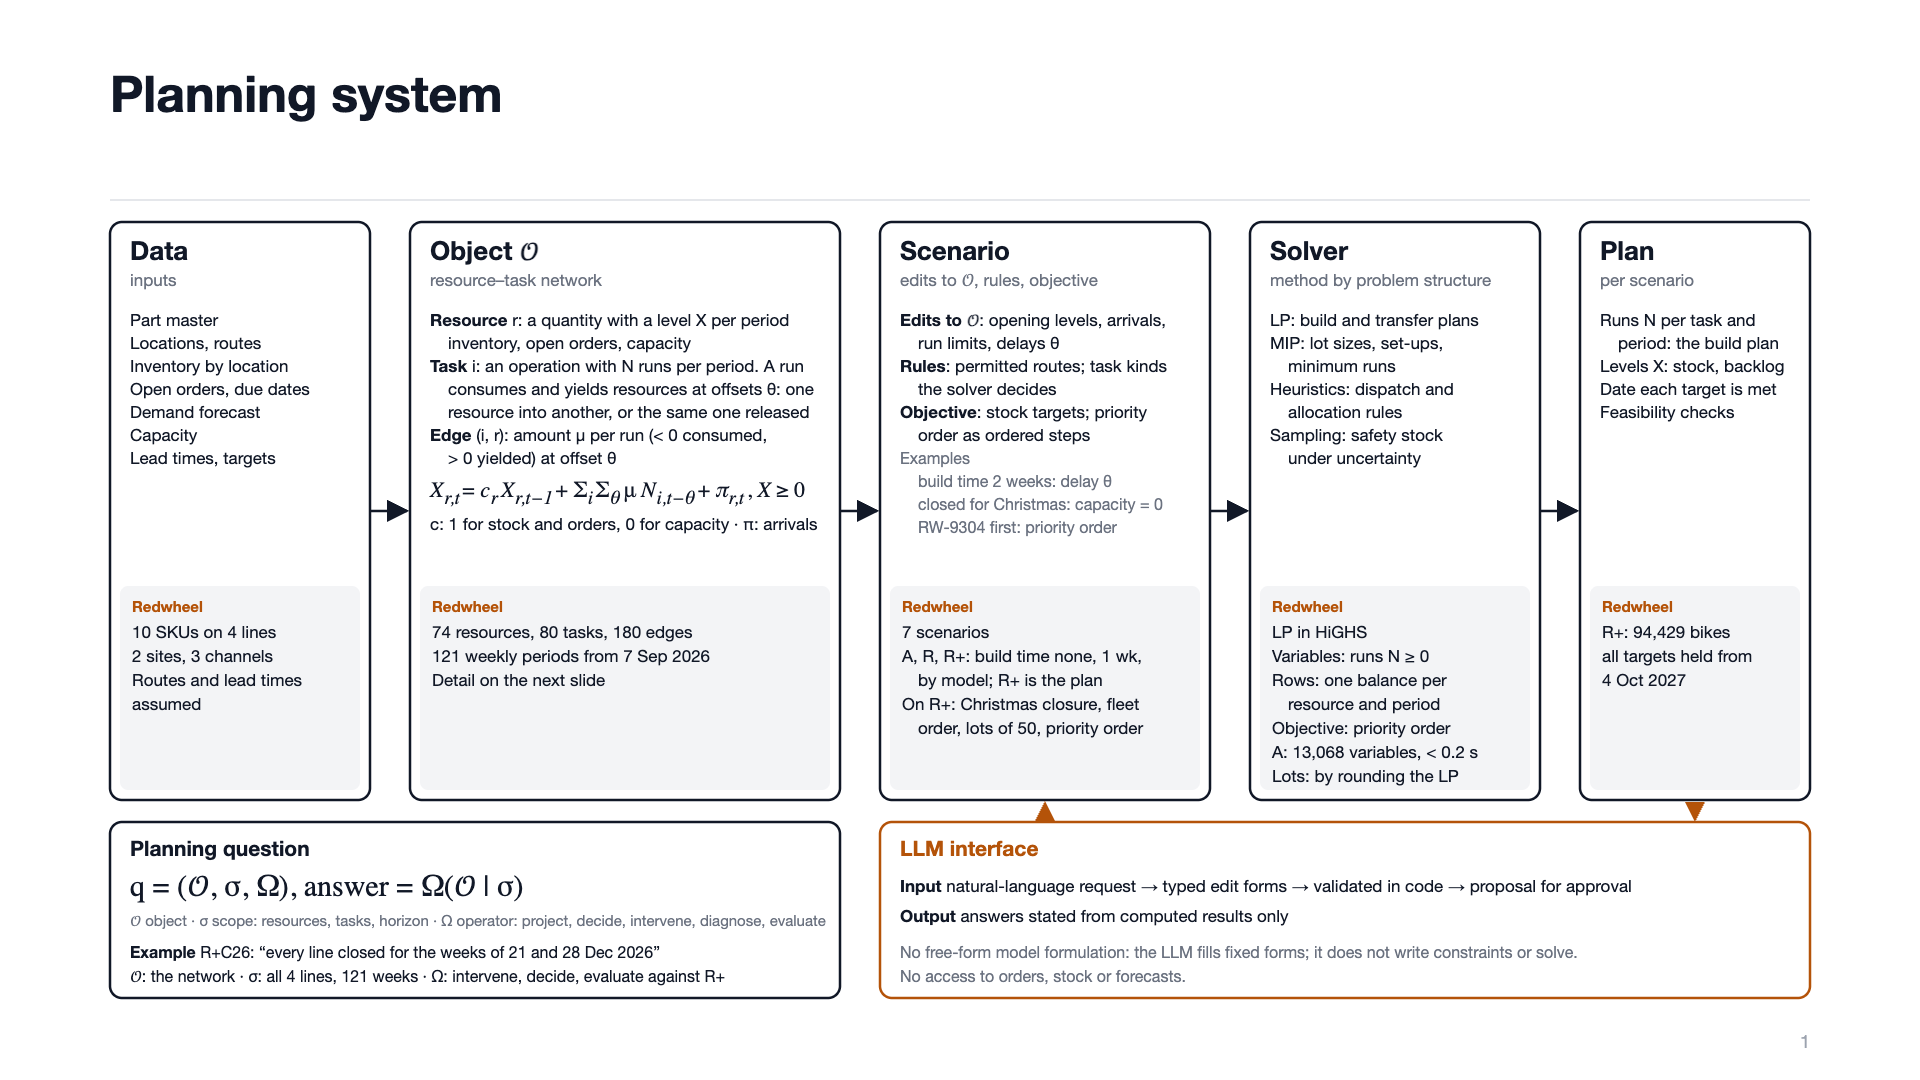 Planning system
Data
inputs
Part master
Locations, routes
Inventory by location
Open orders, due dates
Demand forecast
Capacity
Lead times, targets
Redwheel
10 SKUs on 4 lines
2 sites, 3 channels
Routes and lead times
assumed
Object 𝒪
resource–task network
Resource r: a quantity with a level X per period
inventory, open orders, capacity
Task i: an operation with N runs per period. A run
consumes and yields resources at offsets θ: one
resource into another, or the same one released
Edge (i, r): amount μ per run (< 0 consumed,
> 0 yielded) at offset θ
X_{r,t} = c_r X_{r,t−1} + Σ_i Σ_θ μ N_{i,t−θ} + π_{r,t}, X ≥ 0
c: 1 for stock and orders, 0 for capacity · π: arrivals
Redwheel
74 resources, 80 tasks, 180 edges
121 weekly periods from 7 Sep 2026
Detail on the next slide
Scenario
edits to 𝒪, rules, objective
Edits to 𝒪: opening levels, arrivals,
run limits, delays θ
Rules: permitted routes; task kinds
the solver decides
Objective: stock targets; priority
order as ordered steps
Examples
build time 2 weeks: delay θ
closed for Christmas: capacity = 0
RW-9304 first: priority order
Redwheel
7 scenarios
A, R, R+: build time none, 1 wk,
by model; R+ is the plan
On R+: Christmas closure, fleet
order, lots of 50, priority order
Solver
method by problem structure
LP: build and transfer plans
MIP: lot sizes, set-ups,
minimum runs
Heuristics: dispatch and
allocation rules
Sampling: safety stock
under uncertainty
Redwheel
LP in HiGHS
Variables: runs N ≥ 0
Rows: one balance per
resource and period
Objective: priority order
A: 13,068 variables, < 0.2 s
Lots: by rounding the LP
Plan
per scenario
Runs N per task and
period: the build plan
Levels X: stock, backlog
Date each target is met
Feasibility checks
Redwheel
R+: 94,429 bikes
all targets held from
4 Oct 2027
Planning question
q = (𝒪, σ, Ω), answer = Ω(𝒪 | σ)
𝒪 object · σ scope: resources, tasks, horizon · Ω operator: project, decide, intervene, diagnose, evaluate
Example R+C26: “every line closed for the weeks of 21 and 28 Dec 2026”
𝒪: the network · σ: all 4 lines, 121 weeks · Ω: intervene, decide, evaluate against R+
LLM interface
Input natural-language request → typed edit forms → validated in code → proposal for approval
Output answers stated from computed results only
No free-form model formulation: the LLM fills fixed forms; it does not write constraints or solve.
No access to orders, stock or forecasts.
1